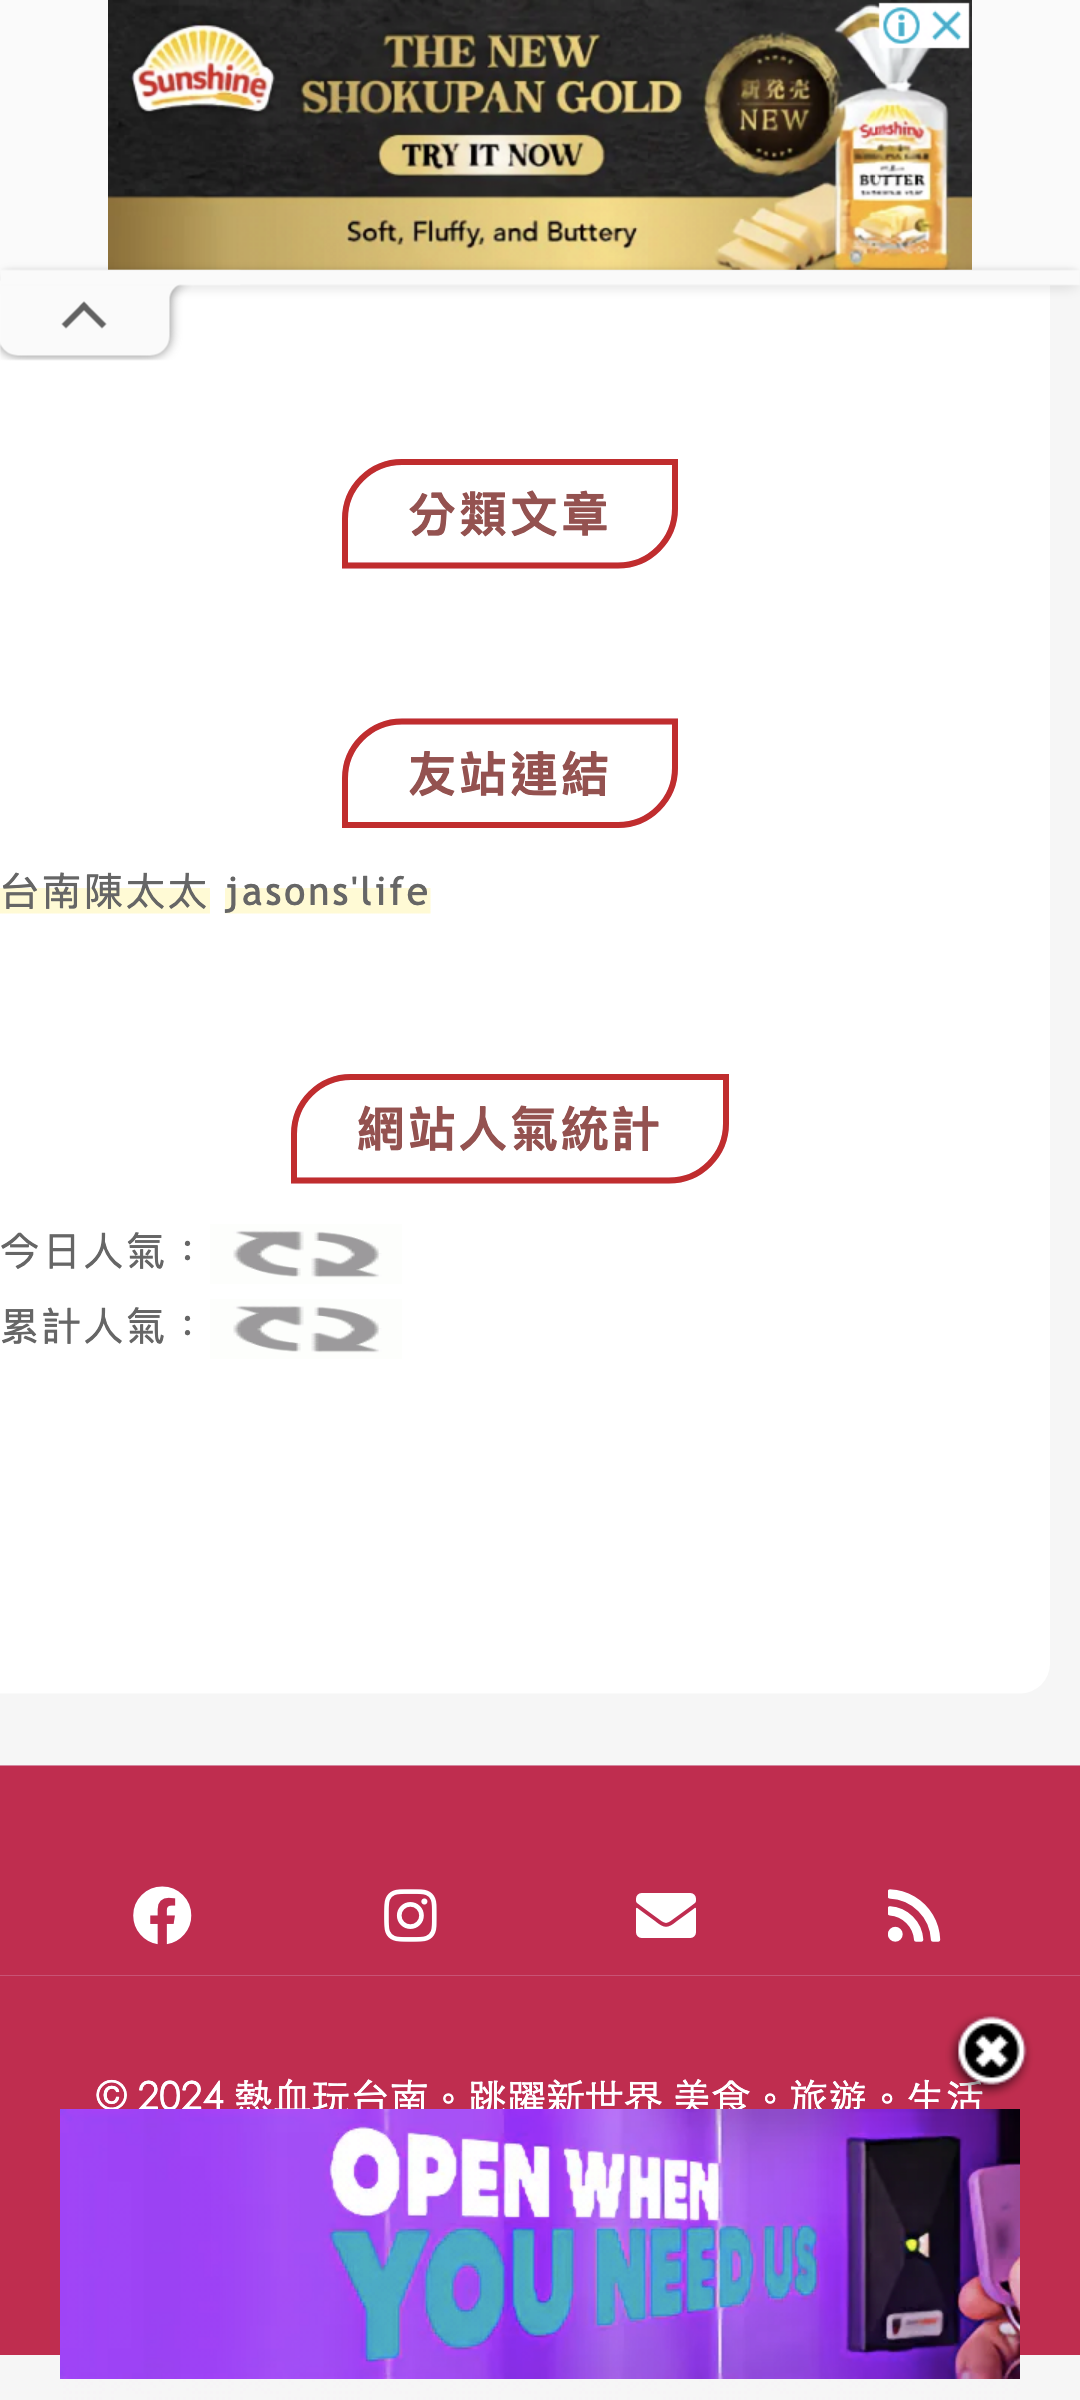 Sunshine
THE NEW
SHOKUPAN GOLD
TRY IT NOW
Soft, Fluffy, and Buttery
新発売
NEW
Sunshine
BUTTER
分類文章
友站連結
台南陳太太 jasons'life
網站人氣統計
今日人氣：
累計人氣：
© 2024 熱血玩台南。跳躍新世界 美食。旅遊。生活
OPEN WHEN
YOU NEED US